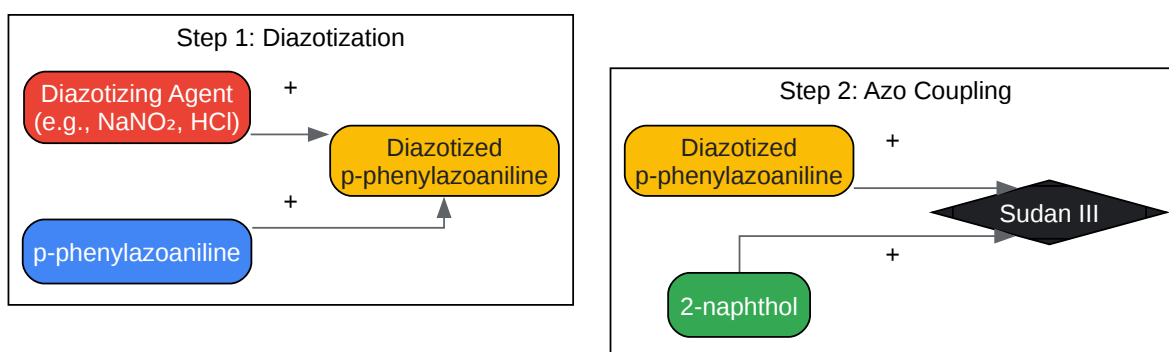 Step 1: Diazotization
Diazotizing Agent
(e.g., NaNO₂, HCl)
+
Diazotized
p-phenylazoaniline
+
p-phenylazoaniline
Step 2: Azo Coupling
Diazotized
p-phenylazoaniline
+
Sudan III
+
2-naphthol